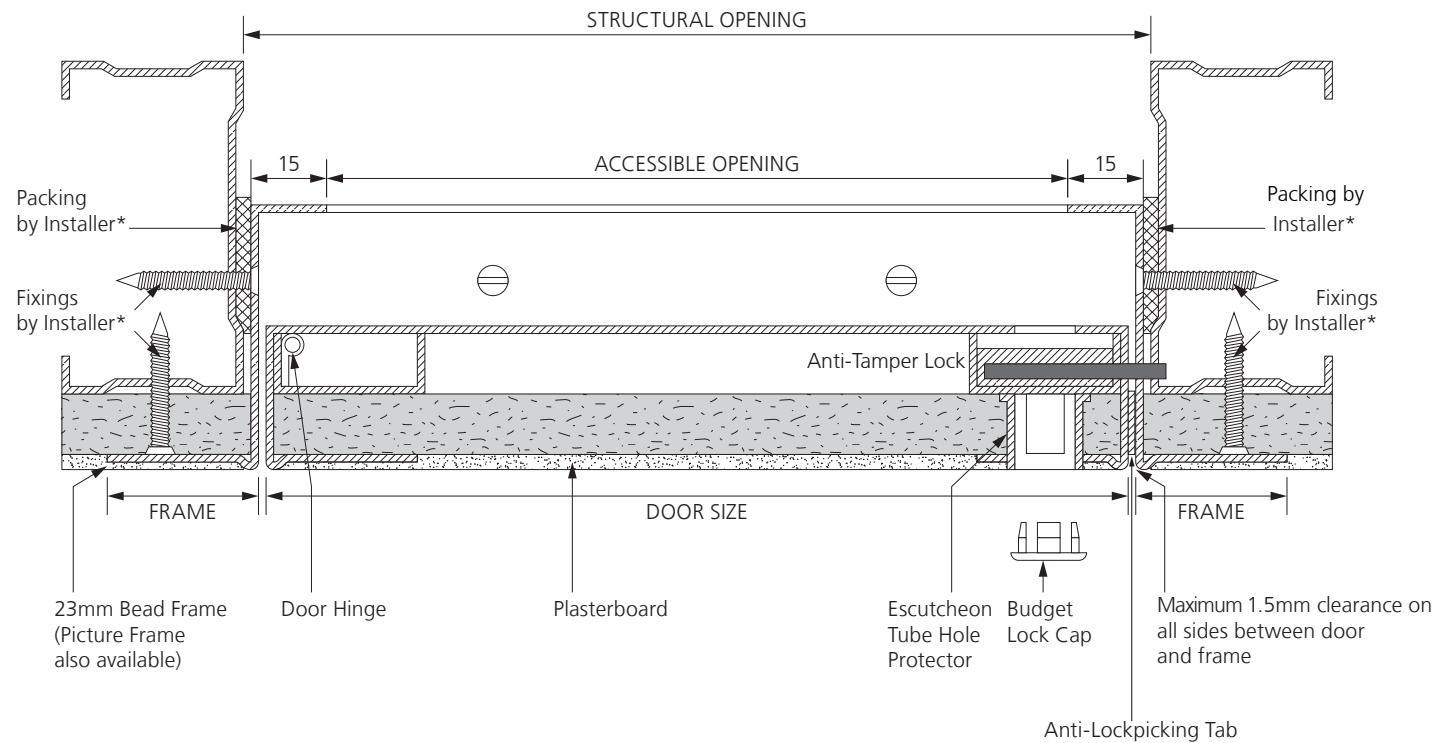 STRUCTURAL OPENING
15
ACCESSIBLE OPENING
15
Packing
by Installer*
Packing by
Installer*
Fixings
by Installer*
Fixings
by Installer*
Anti-Tamper Lock
FRAME
DOOR SIZE
FRAME
23mm Bead Frame
(Picture Frame
also available)
Door Hinge
Plasterboard
Escutcheon
Tube Hole
Protector
Budget
Lock Cap
Maximum 1.5mm clearance on
all sides between door
and frame
Anti-Lockpicking Tab